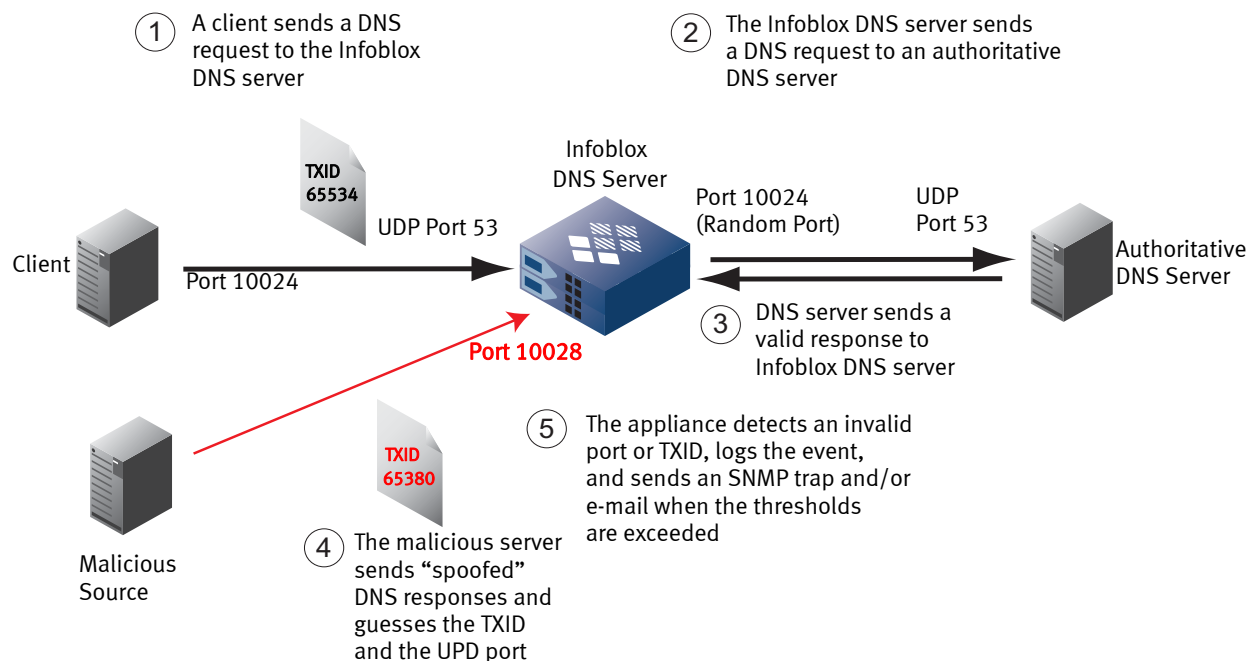 1
A client sends a DNS
request to the Infoblox
DNS server
2
The Infoblox DNS server sends
a DNS request to an authoritative
DNS server
TXID
65534
Infoblox
DNS Server
Port 10024
(Random Port)
UDP
Port 53
UDP Port 53
Client
Port 10024
Authoritative
DNS Server
3
DNS server sends a
valid response to
Infoblox DNS server
Port 10028
TXID
65380
5
The appliance detects an invalid
port or TXID, logs the event,
and sends an SNMP trap and/or
e-mail when the thresholds
are exceeded
Malicious
Source
4
The malicious server
sends “spoofed”
DNS responses and
guesses the TXID
and the UPD port